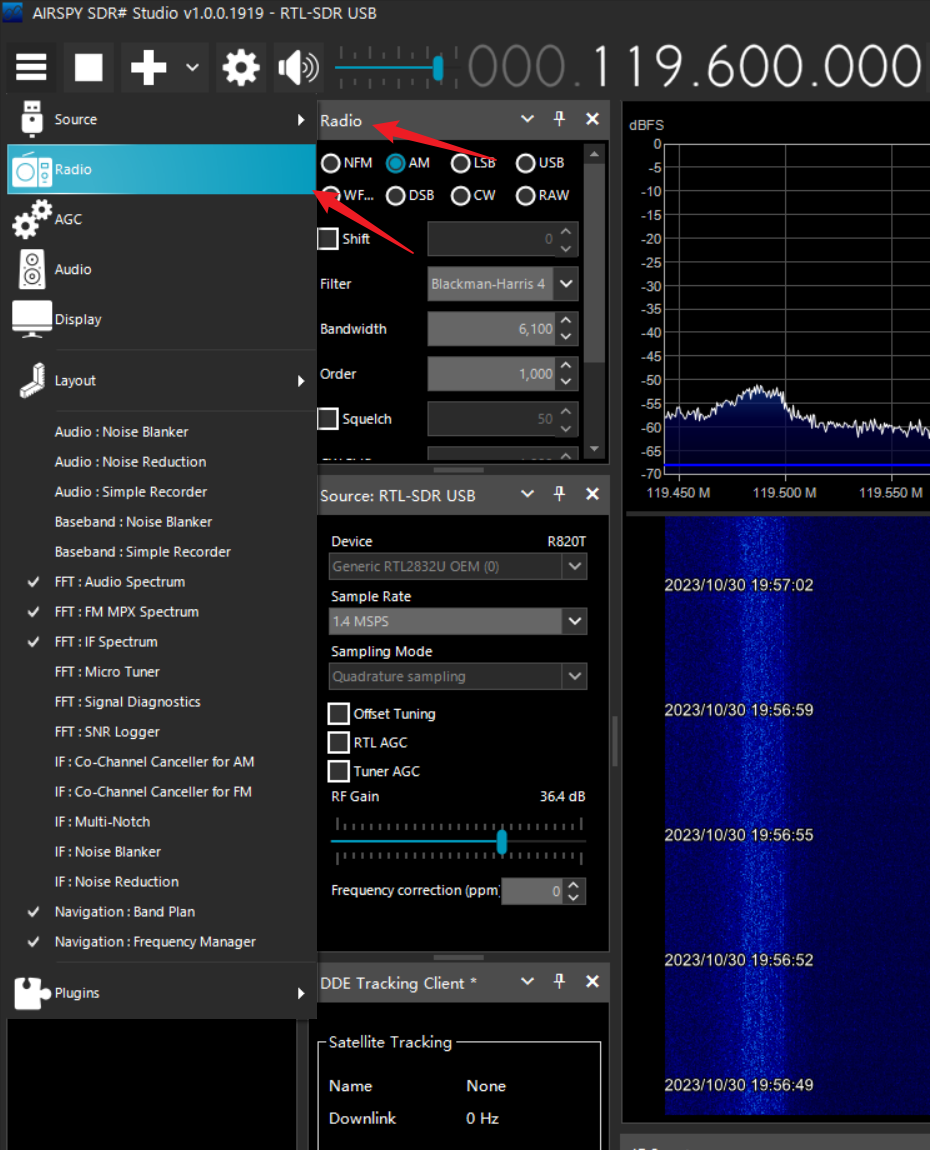 AIRSPY SDR# Studio v1.0.0.1919 - RTL-SDR USB
000.119.600.000
Source
Radio
AGC
Audio
Display
Layout
Audio : Noise Blanker
Audio : Noise Reduction
Audio : Simple Recorder
Baseband : Noise Blanker
Baseband : Simple Recorder
FFT : Audio Spectrum
FFT : FM MPX Spectrum
FFT : IF Spectrum
FFT : Micro Tuner
FFT : Signal Diagnostics
FFT : SNR Logger
IF : Co-Channel Canceller for AM
IF : Co-Channel Canceller for FM
IF : Multi-Notch
IF : Noise Blanker
IF : Noise Reduction
Navigation : Band Plan
Navigation : Frequency Manager
Plugins
Radio
NFM AM LSB USB
WF... DSB CW RAW
Shift 0
Filter Blackman-Harris 4
Bandwidth 6,100
Order 1,000
Squelch 50
Source: RTL-SDR USB
Device R820T
Generic RTL2832U OEM (0)
Sample Rate
1.4 MSPS
Sampling Mode
Quadrature sampling
Offset Tuning
RTL AGC
Tuner AGC
RF Gain 36.4 dB
Frequency correction (ppm) 0
DDE Tracking Client *
Satellite Tracking
Name None
Downlink 0 Hz
dBFS
0
-5
-10
-15
-20
-25
-30
-35
-40
-45
-50
-55
-60
-65
-70
119.450 M 119.500 M 119.550 M
2023/10/30 19:57:02
2023/10/30 19:56:59
2023/10/30 19:56:55
2023/10/30 19:56:52
2023/10/30 19:56:49